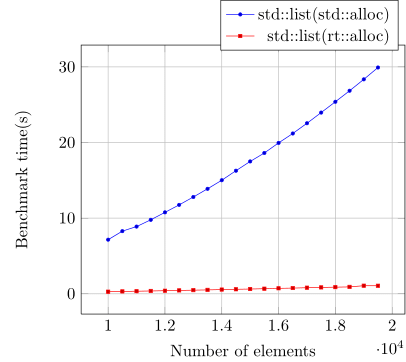 std::list(std::alloc)
std::list(rt::alloc)
30
20
10
0
Benchmark time(s)
1 1.2 1.4 1.6 1.8 2
·10⁴
Number of elements